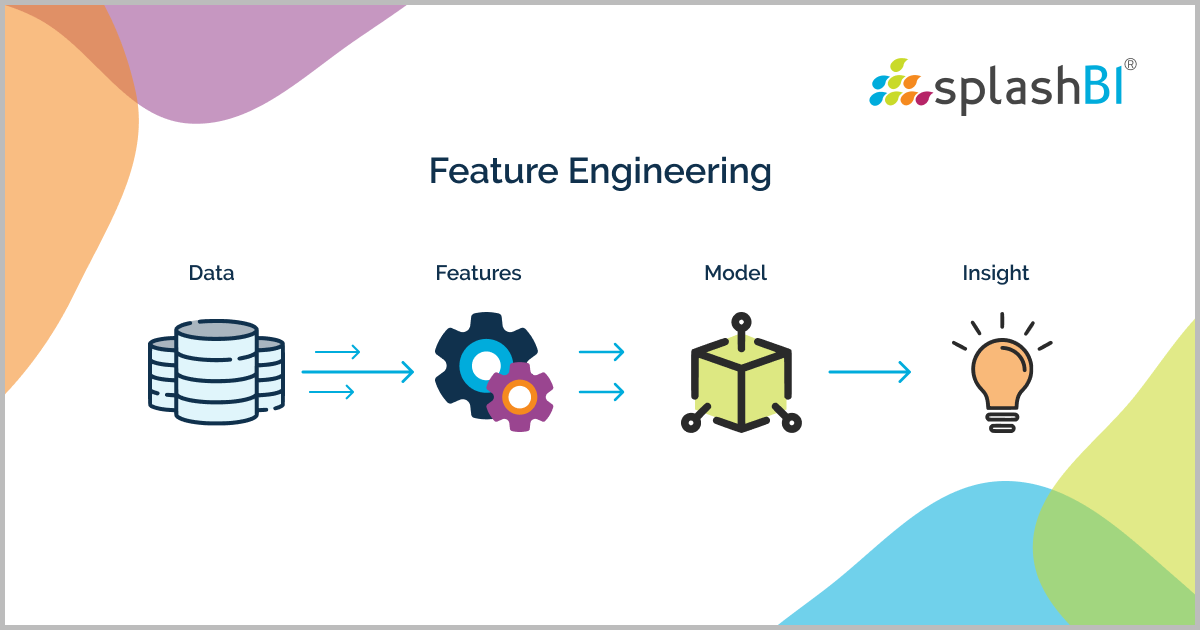 splashBI®
Feature Engineering
Data
Features
Model
Insight